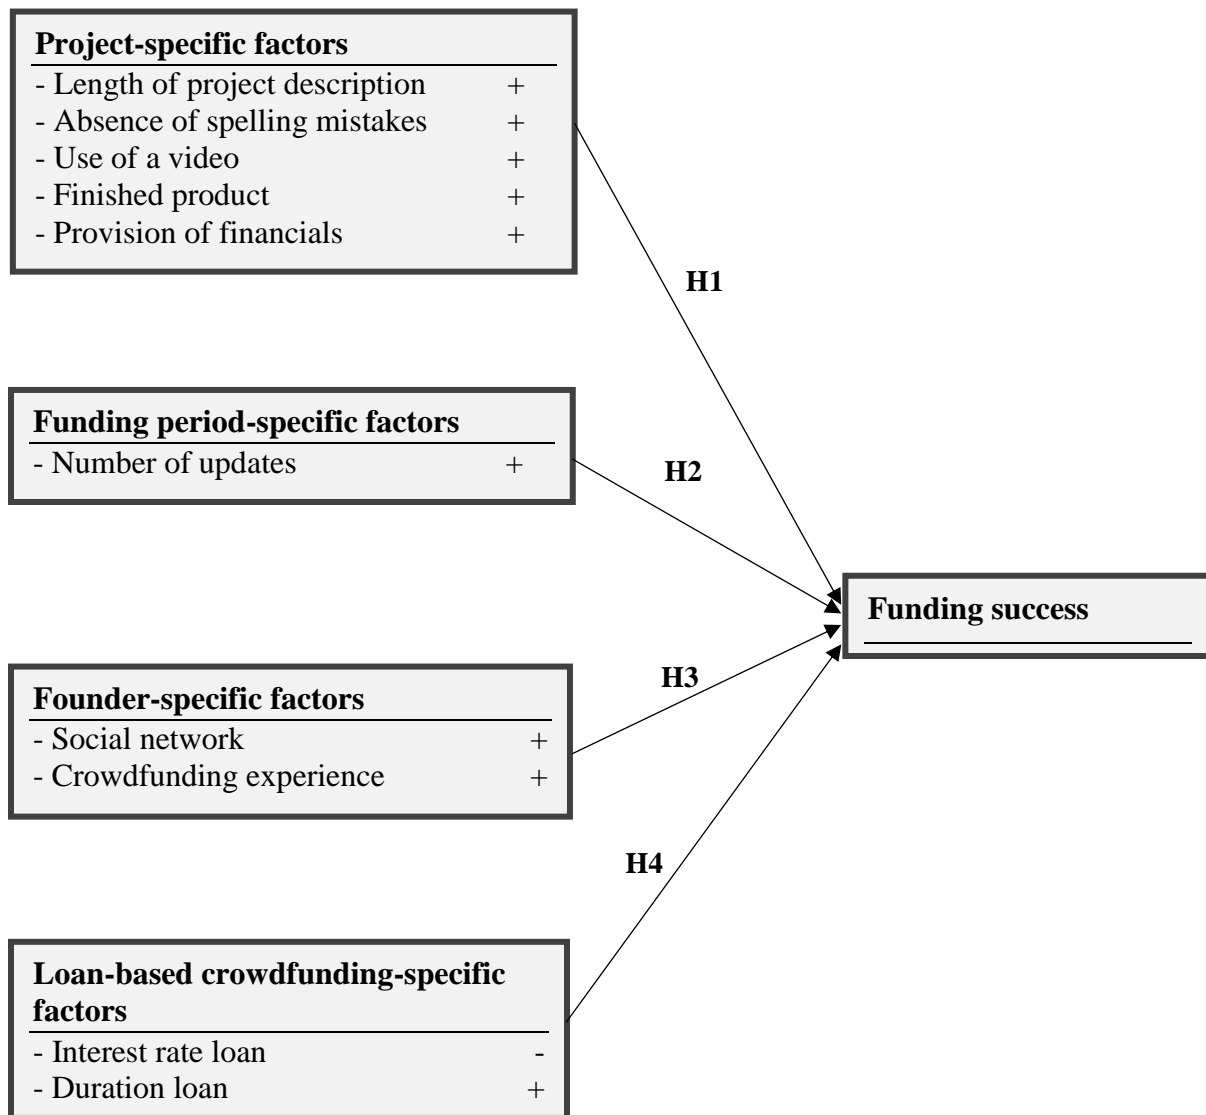 Project-specific factors
- Length of project description +
- Absence of spelling mistakes +
- Use of a video +
- Finished product +
- Provision of financials +
H1
Funding period-specific factors
- Number of updates +
H2
Funding success
Founder-specific factors
- Social network +
- Crowdfunding experience +
H3
H4
Loan-based crowdfunding-specific
factors
- Interest rate loan -
- Duration loan +